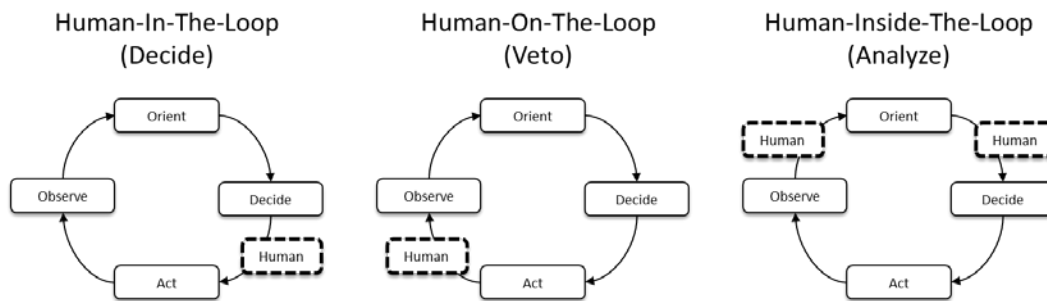 Human-In-The-Loop
(Decide)
Orient
Observe
Decide
Human
Act
Human-On-The-Loop
(Veto)
Orient
Observe
Decide
Human
Act
Human-Inside-The-Loop
(Analyze)
Orient
Human
Human
Observe
Decide
Act